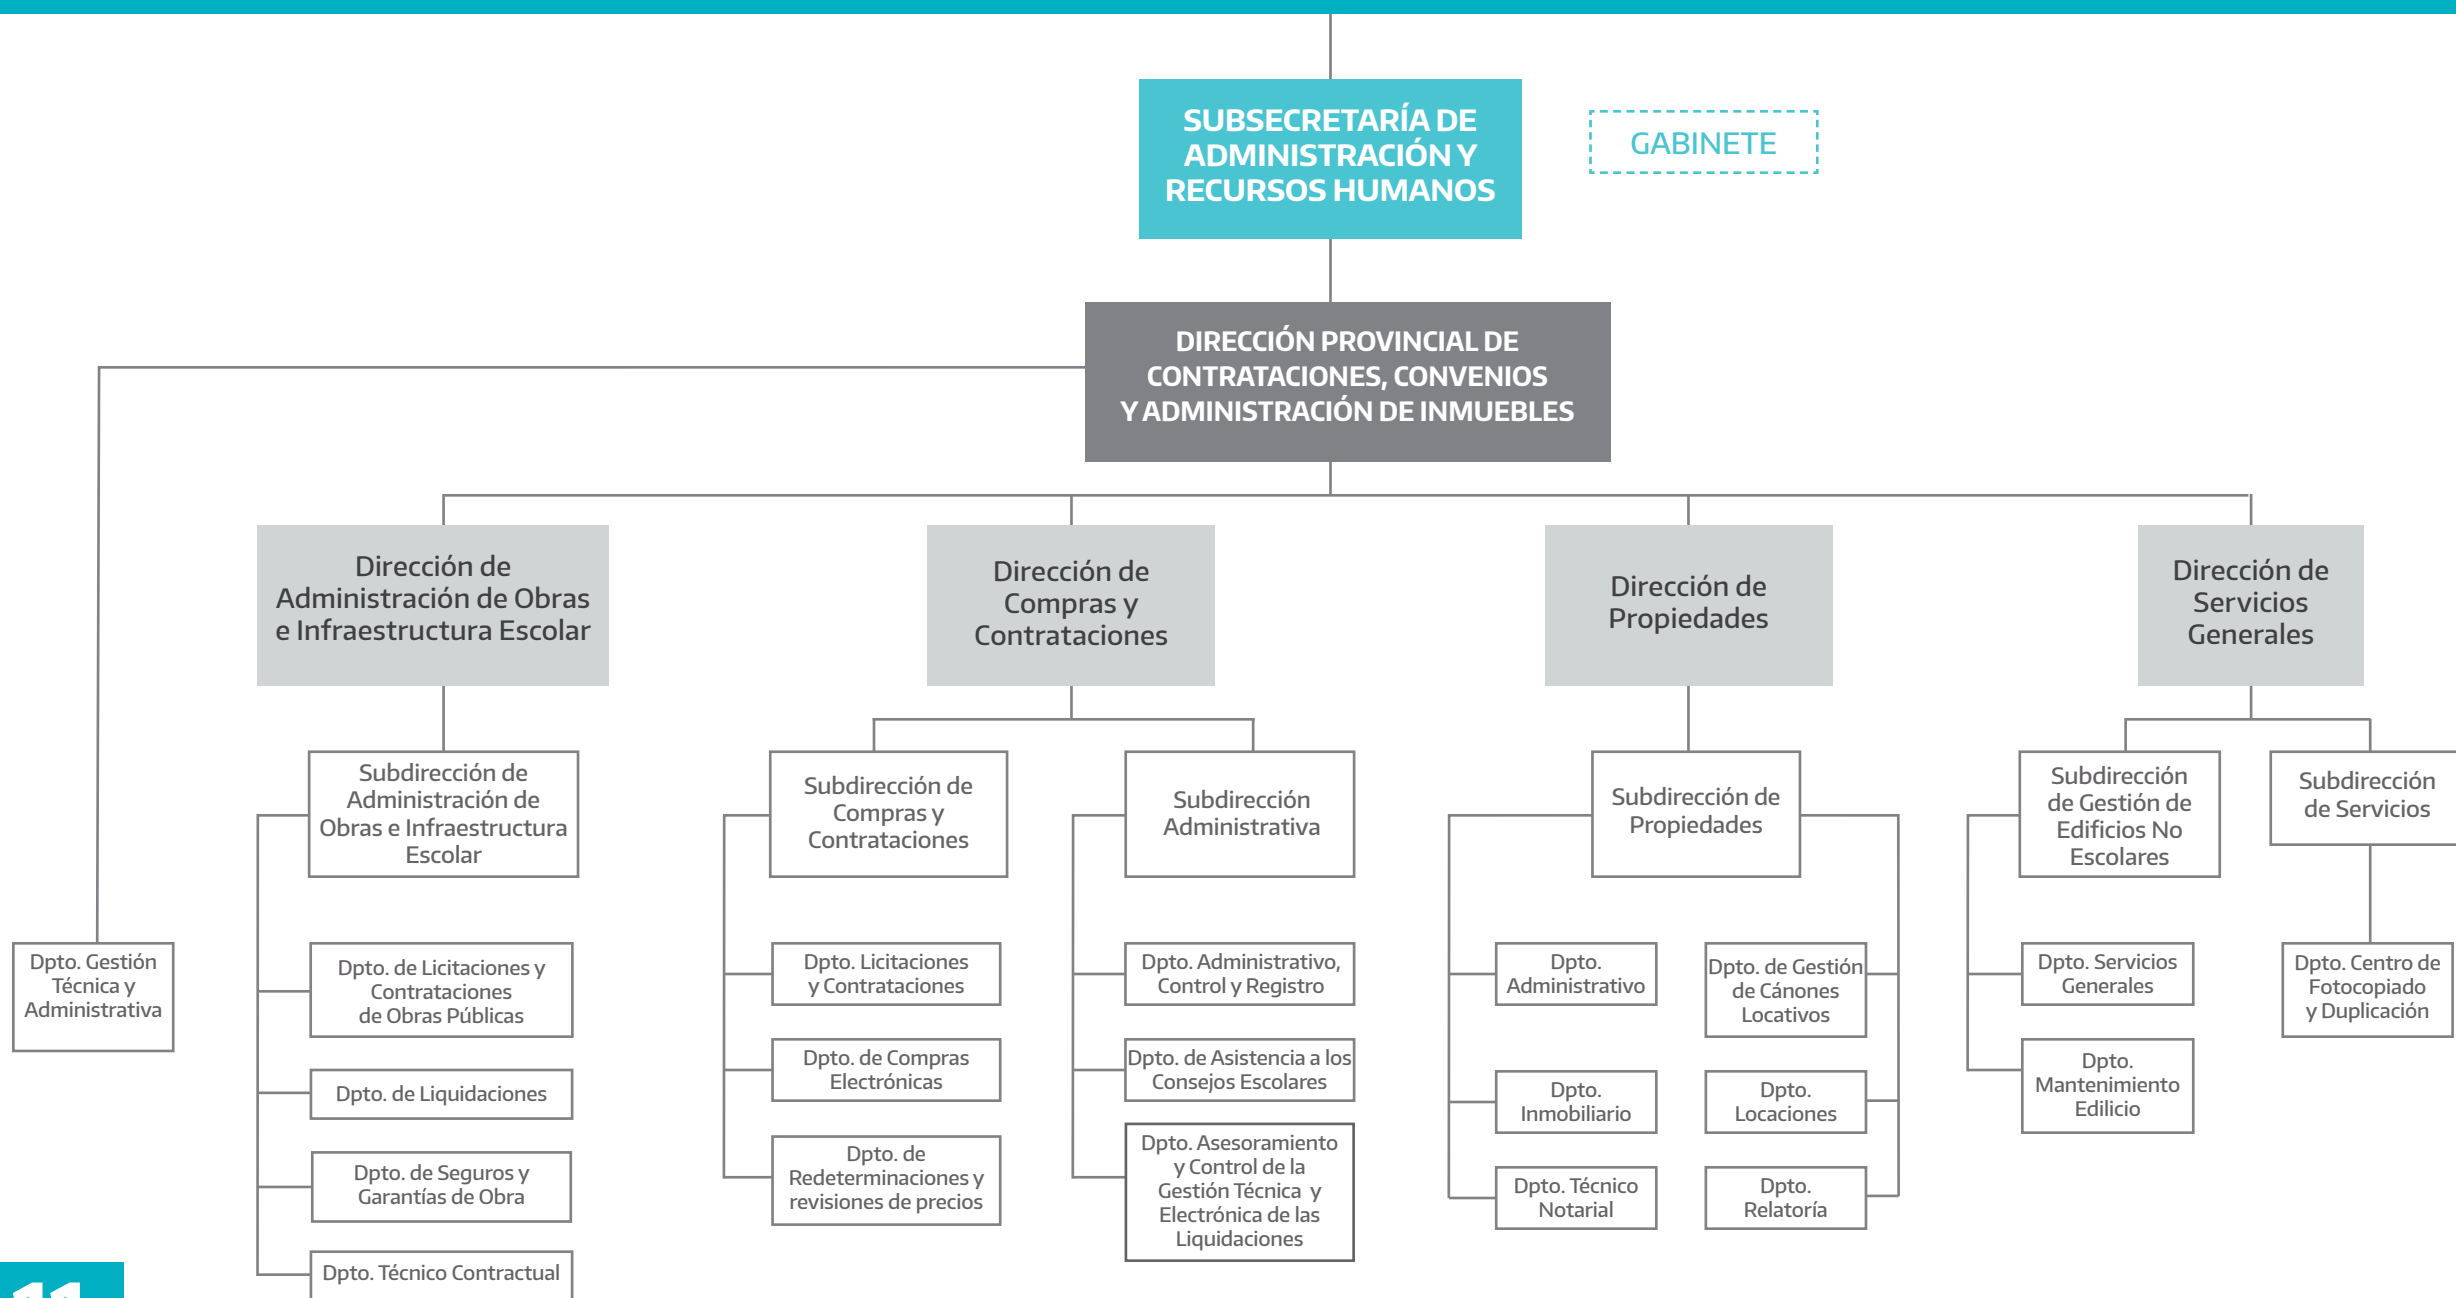 SUBSECRETARÍA DE
ADMINISTRACIÓN Y
RECURSOS HUMANOS
GABINETE
DIRECCIÓN PROVINCIAL DE
CONTRATACIONES, CONVENIOS
Y ADMINISTRACIÓN DE INMUEBLES
Dirección de
Administración de Obras
e Infraestructura Escolar
Dirección de
Compras y
Contrataciones
Dirección de
Propiedades
Dirección de
Servicios
Generales
Subdirección de
Administración de
Obras e Infraestructura
Escolar
Subdirección de
Compras y
Contrataciones
Subdirección
Administrativa
Subdirección de
Propiedades
Subdirección
de Gestión de
Edificios No
Escolares
Subdirección
de Servicios
Dpto. Gestión
Técnica y
Administrativa
Dpto. de Licitaciones y
Contrataciones
de Obras Públicas
Dpto. de Liquidaciones
Dpto. de Seguros y
Garantías de Obra
Dpto. Técnico Contractual
Dpto. Licitaciones
y Contrataciones
Dpto. de Compras
Electrónicas
Dpto. de
Redeterminaciones y
revisiones de precios
Dpto. Administrativo,
Control y Registro
Dpto. de Asistencia a los
Consejos Escolares
Dpto. Asesoramiento
y Control de la
Gestión Técnica y
Electrónica de las
Liquidaciones
Dpto.
Administrativo
Dpto.
Inmobiliario
Dpto. Técnico
Notarial
Dpto. de Gestión
de Cánones
Locativos
Dpto.
Locaciones
Dpto.
Relatoría
Dpto. Servicios
Generales
Dpto.
Mantenimiento
Edilicio
Dpto. Centro de
Fotocopiado
y Duplicación
11